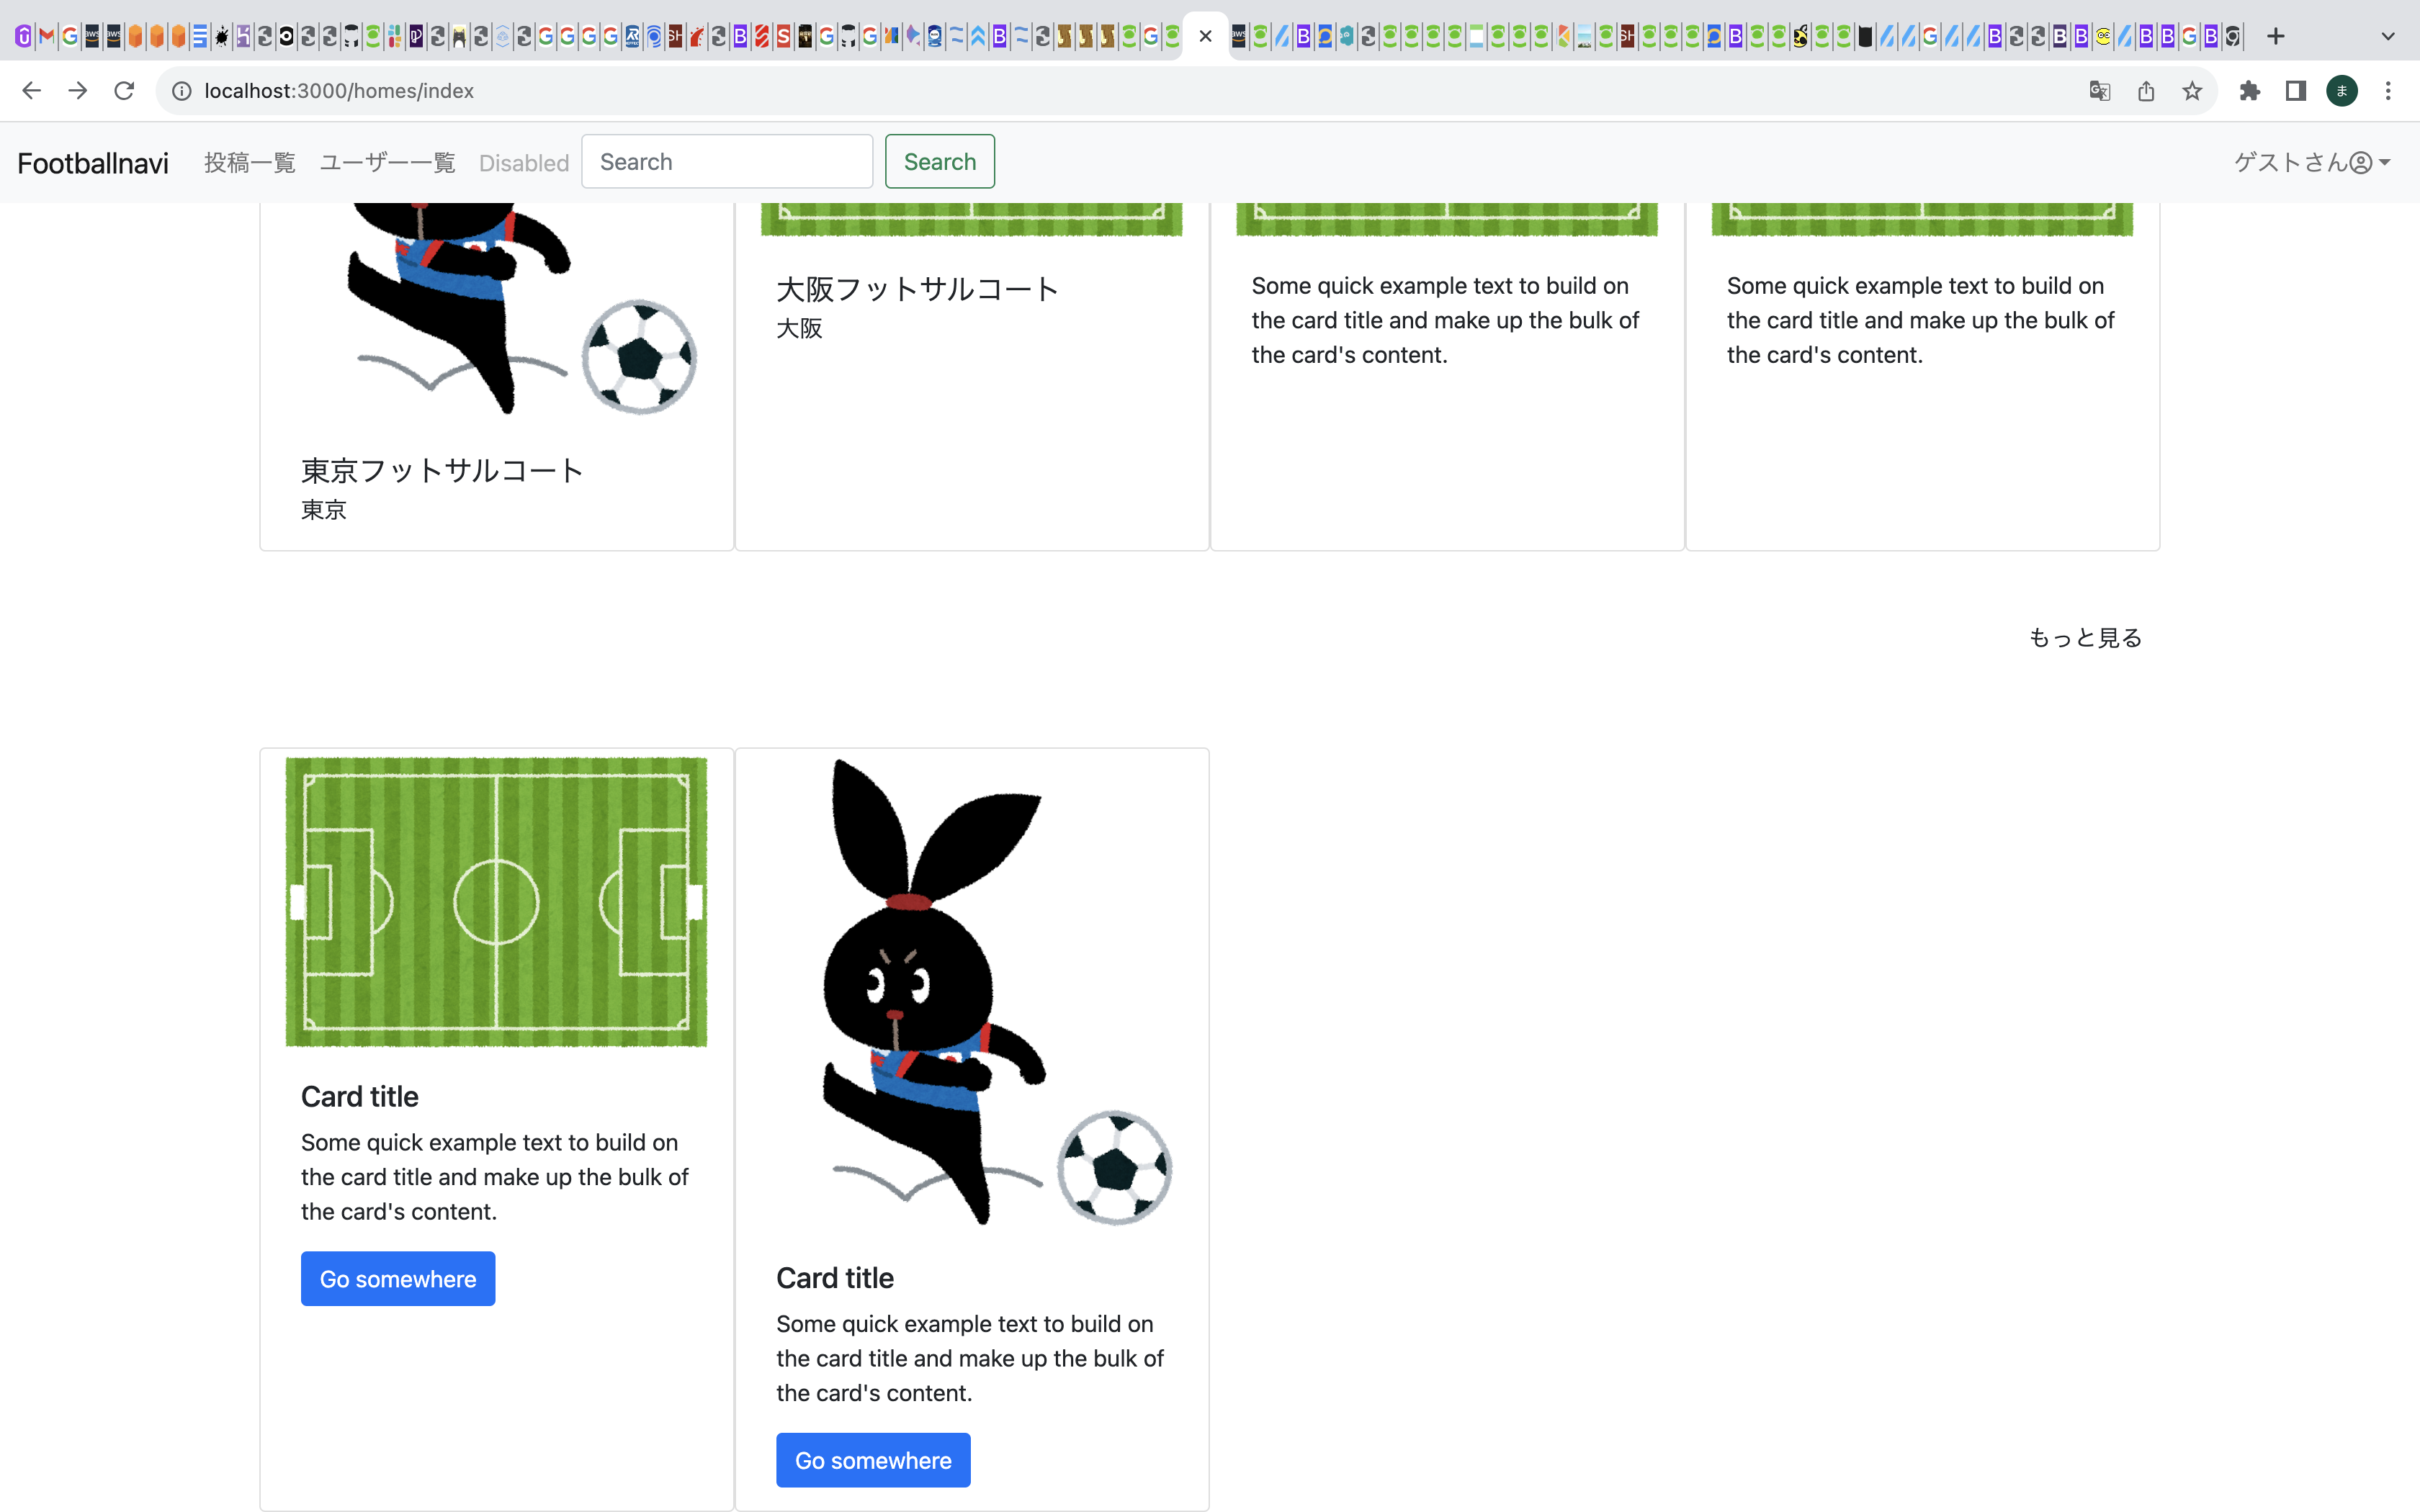 localhost:3000/homes/index
ま
Footballnavi 投稿一覧 ユーザー一覧 Disabled Search Search ゲストさん
大阪フットサルコート
大阪
Some quick example text to build on
the card title and make up the bulk of
the card's content.
Some quick example text to build on
the card title and make up the bulk of
the card's content.
東京フットサルコート
東京
もっと見る
Card title
Some quick example text to build on
the card title and make up the bulk of
the card's content.
Go somewhere
Card title
Some quick example text to build on
the card title and make up the bulk of
the card's content.
Go somewhere